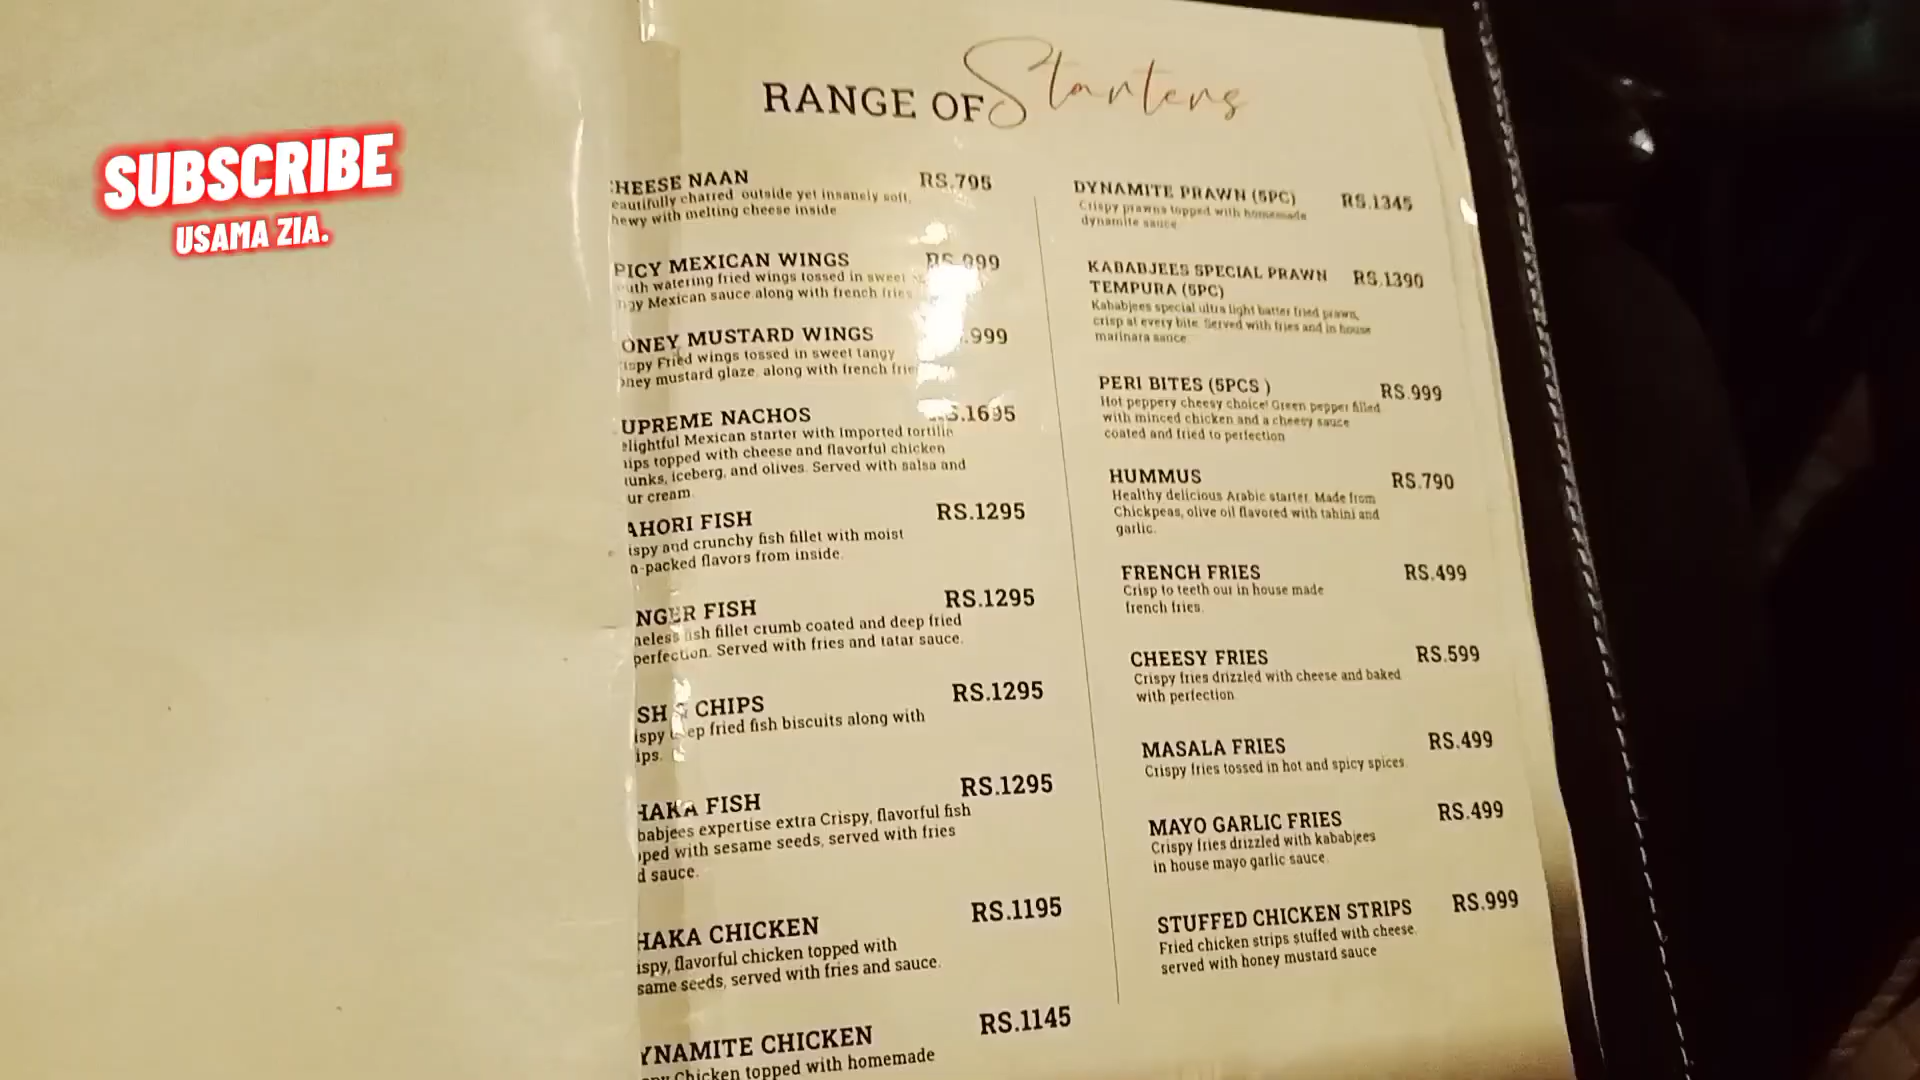 SUBSCRIBE
USAMA ZIA.
RANGE OF Starters
HEESE NAAN RS.795
eautifully charred outside yet insanely soft,
hewy with melting cheese inside
PICY MEXICAN WINGS RS.999
uth watering fried wings tossed in sweet
gy Mexican sauce along with french fries
ONEY MUSTARD WINGS .999
ispy Fried wings tossed in sweet tangy
oney mustard glaze, along with french frie
UPREME NACHOS RS.1695
elightful Mexican starter with Imported tortilla
hips topped with cheese and flavorful chicken
unks, iceberg, and olives. Served with salsa and
ur cream.
AHORI FISH RS.1295
ispy and crunchy fish fillet with moist
n-packed flavors from inside.
NGER FISH RS.1295
neless fish fillet crumb coated and deep fried
perfection. Served with fries and tatar sauce.
SH & CHIPS RS.1295
ispy deep fried fish biscuits along with
ips.
HAKA FISH RS.1295
babjees expertise extra Crispy, flavorful fish
pped with sesame seeds, served with fries
d sauce.
HAKA CHICKEN RS.1195
ispy, flavorful chicken topped with
same seeds, served with fries and sauce.
YNAMITE CHICKEN RS.1145
Chicken topped with homemade
DYNAMITE PRAWN (5PC) RS.1345
Crispy prawns topped with homemade
dynamite sauce
KABABJEES SPECIAL PRAWN RS.1390
TEMPURA (5PC)
Kababjees special ultra light batter fried prawn,
crisp at every bite. Served with fries and in house
marinara sauce.
PERI BITES (5PCS ) RS.999
Hot peppery cheesy choice! Green pepper filled
with minced chicken and a cheesy sauce
coated and fried to perfection
HUMMUS RS.790
Healthy delicious Arabic starter. Made from
Chickpeas, olive oil flavored with tahini and
garlic.
FRENCH FRIES RS.499
Crisp to teeth our in house made
french fries.
CHEESY FRIES RS.599
Crispy fries drizzled with cheese and baked
with perfection
MASALA FRIES RS.499
Crispy fries tossed in hot and spicy spices.
MAYO GARLIC FRIES RS.499
Crispy fries drizzled with kababjees
in house mayo garlic sauce.
STUFFED CHICKEN STRIPS RS.999
Fried chicken strips stuffed with cheese.
served with honey mustard sauce